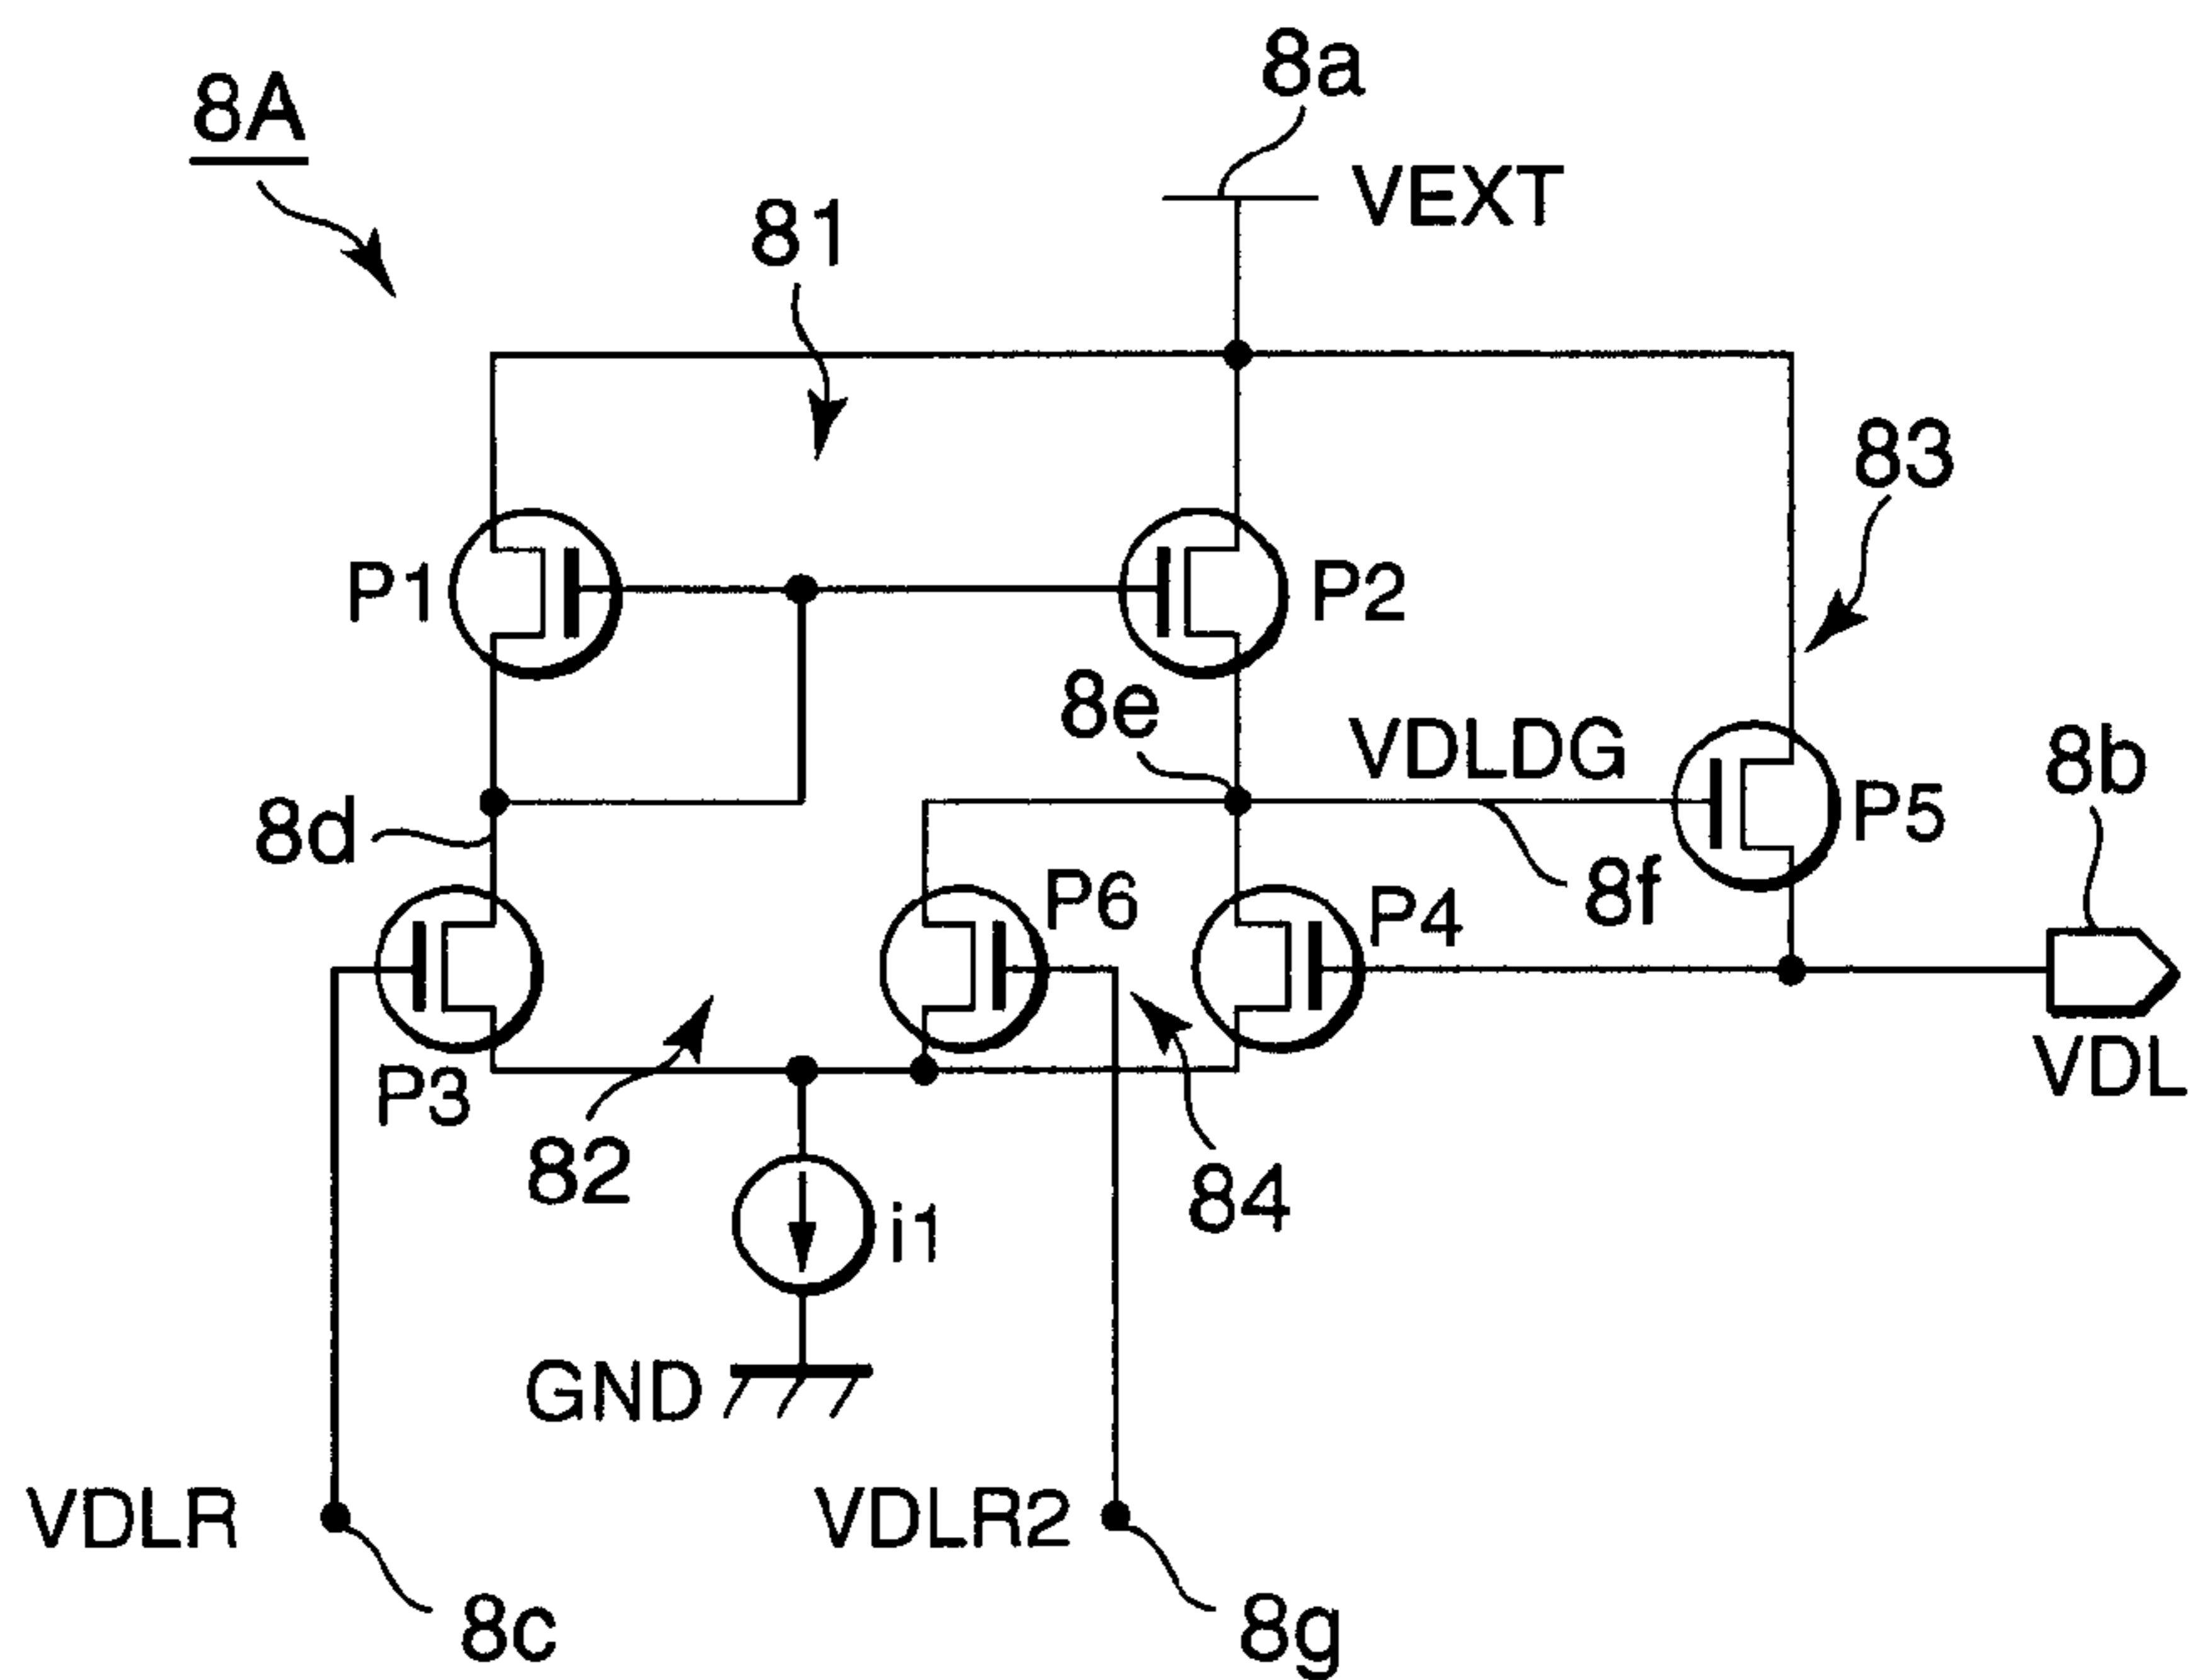 8a
8A
VEXT
81
83
P1
P2
8e
VDLDG
8b
8d
P5
P6
P4
8f
P3
VDL
82
84
i1
GND
VDLR
VDLR2
8c
8g